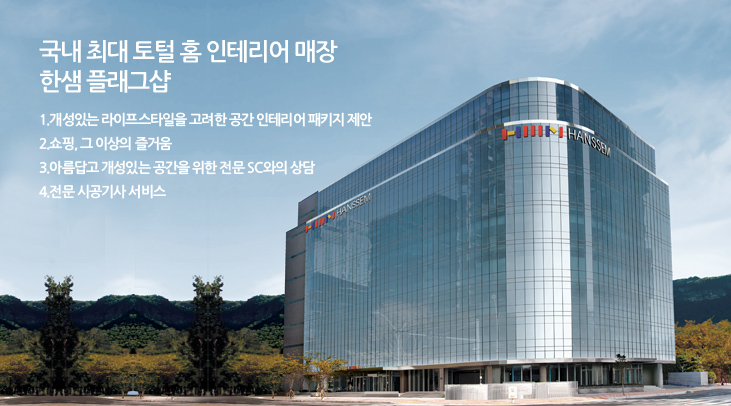 국내 최대 토털 홈 인테리어 매장
한샘 플래그샵
1.개성있는 라이프스타일을 고려한 공간 인테리어 패키지 제안
2.쇼핑, 그 이상의 즐거움
3.아름답고 개성있는 공간을 위한 전문 SC와의 상담
4.전문 시공기사 서비스
HANSSEM
HANSSEM